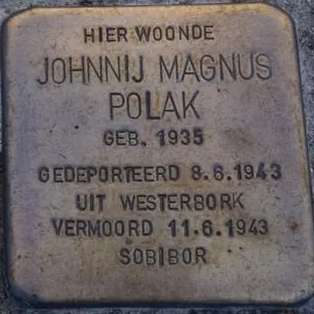 HIER WOONDE
JOHNNIJ MAGNUS
POLAK
GEB. 1935
GEDEPORTEERD 8.6.1943
UIT WESTERBORK
VERMOORD 11.6.1943
SOBIBOR